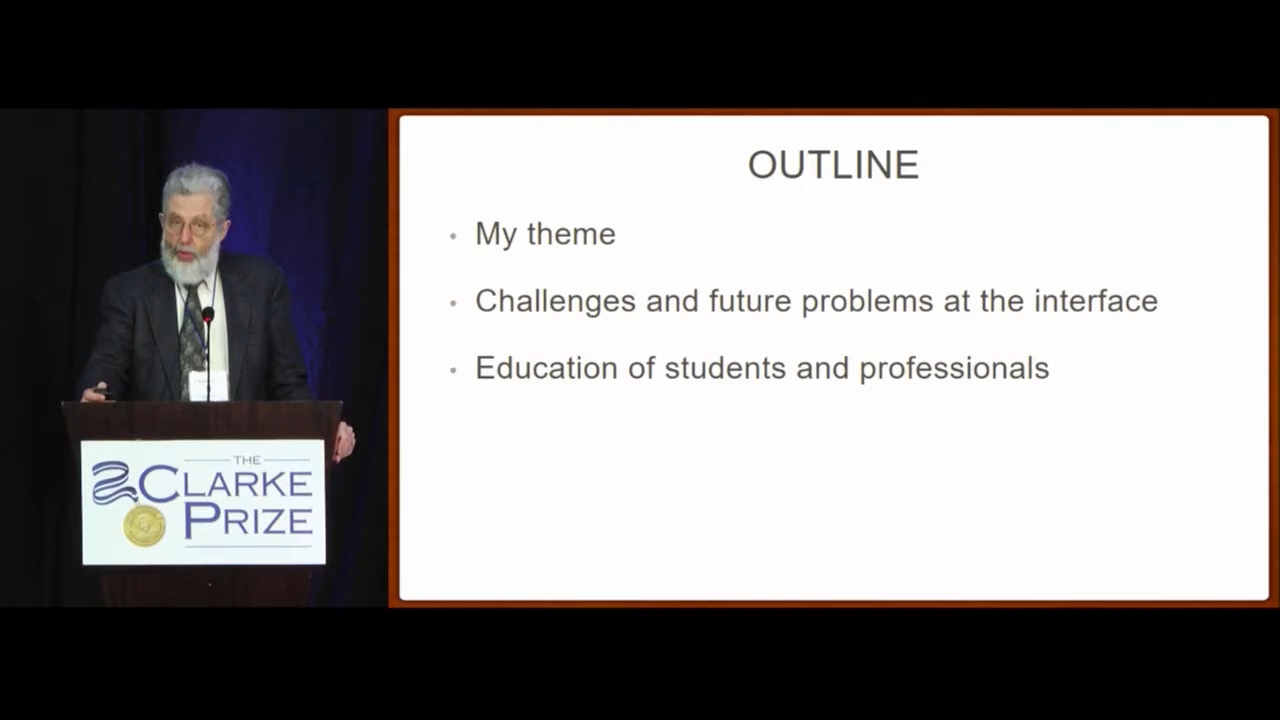 OUTLINE
• My theme
• Challenges and future problems at the interface
• Education of students and professionals
THE
CLARKE
PRIZE